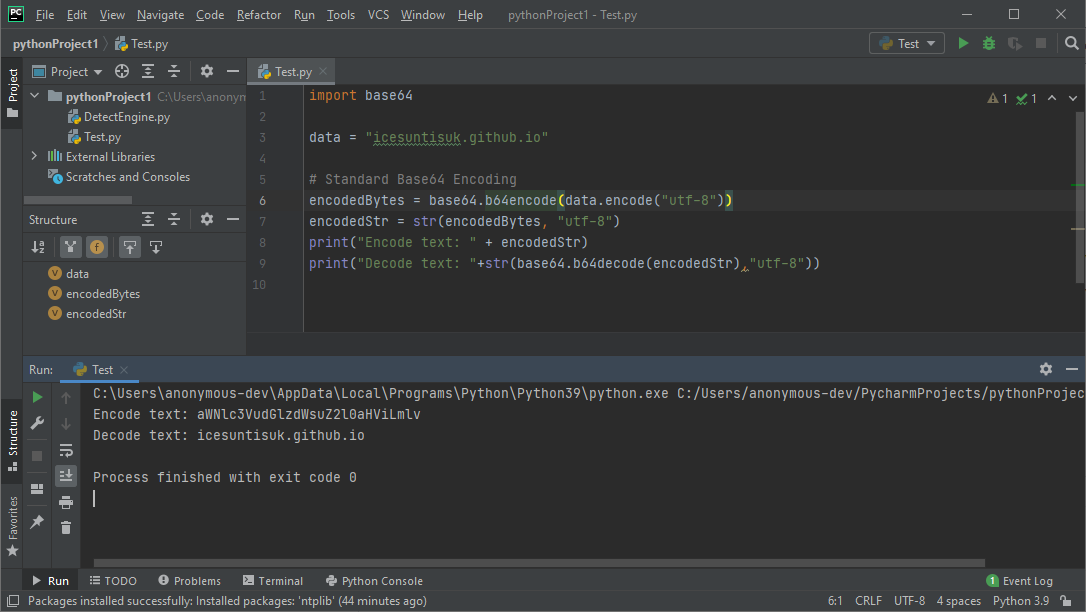 PC File Edit View Navigate Code Refactor Run Tools VCS Window Help pythonProject1 - Test.py
pythonProject1 Test.py Test
Project Project Test.py
pythonProject1 C:\Users\anonym
DetectEngine.py
Test.py
External Libraries
Scratches and Consoles
1 import base64
2
3 data = "icesuntisuk.github.io"
4
5 # Standard Base64 Encoding
6 encodedBytes = base64.b64encode(data.encode("utf-8"))
7 encodedStr = str(encodedBytes, "utf-8")
8 print("Encode text: " + encodedStr)
9 print("Decode text: "+str(base64.b64decode(encodedStr),"utf-8"))
10
1 1
Structure
f
v data
v encodedBytes
v encodedStr
Run: Test
C:\Users\anonymous-dev\AppData\Local\Programs\Python\Python39\python.exe C:/Users/anonymous-dev/PycharmProjects/pythonProjec
Encode text: aWNlc3VudGlzdWsuZ2l0aHViLmlv
Decode text: icesuntisuk.github.io
Process finished with exit code 0
Structure
Favorites
Run TODO Problems Terminal Python Console 1 Event Log
Packages installed successfully: Installed packages: 'ntplib' (44 minutes ago) 6:1 CRLF UTF-8 4 spaces Python 3.9